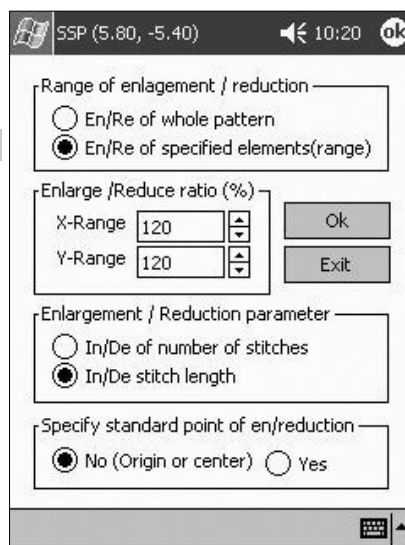 SSP (5.80, -5.40) 10:20 ok
Range of enlagement / reduction
En/Re of whole pattern
En/Re of specified elements(range)
Enlarge /Reduce ratio (%)
X-Range 120
Ok
Y-Range 120
Exit
Enlargement / Reduction parameter
In/De of number of stitches
In/De stitch length
Specify standard point of en/reduction
No (Origin or center) Yes